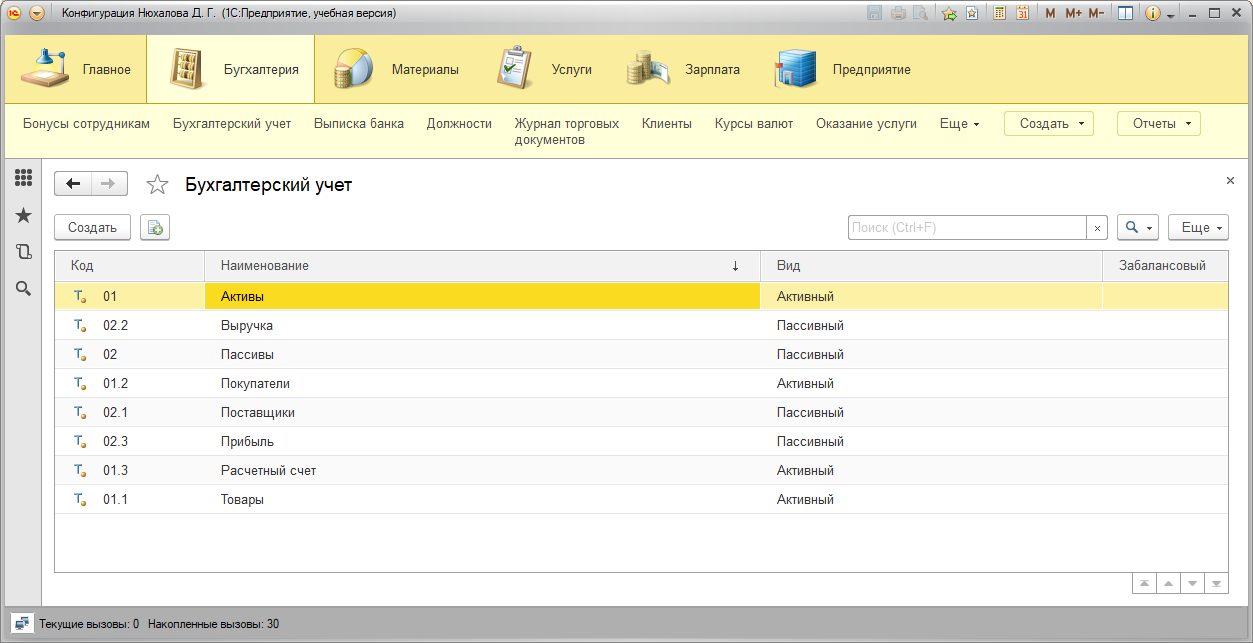 Конфигурация Нюхалова Д. Г. (1С:Предприятие, учебная версия)
M M+ M-
31
Главное Бугхалтерия Материалы Услуги Зарплата Предприятие
Бонусы сотрудникам Бухгалтерский учет Выписка банка Должности Журнал торговых документов Клиенты Курсы валют Оказание услуги Еще Создать Отчеты
Бухгалтерский учет
Создать Поиск (Ctrl+F) × Еще
Код Наименование ↓ Вид Забалансовый
01 Активы Активный
02.2 Выручка Пассивный
02 Пассивы Пассивный
01.2 Покупатели Активный
02.1 Поставщики Пассивный
02.3 Прибыль Пассивный
01.3 Расчетный счет Активный
01.1 Товары Активный
Текущие вызовы: 0 Накопленные вызовы: 30